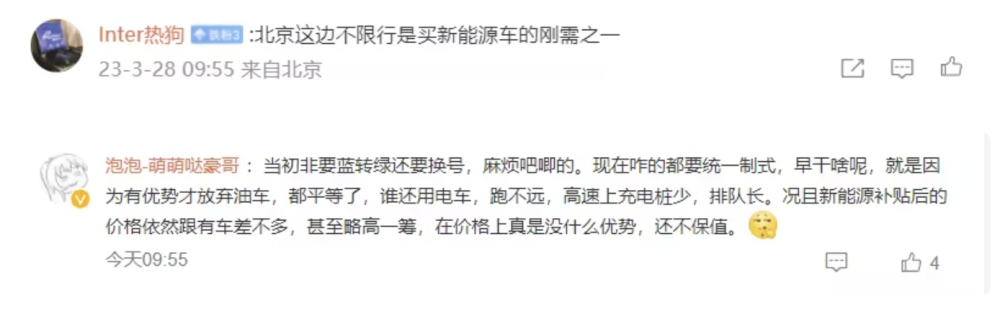 Inter热狗 铁粉3 :北京这边不限行是买新能源车的刚需之一
23-3-28 09:55 来自北京
泡泡-萌萌哒豪哥 ：当初非要蓝转绿还要换号，麻烦吧唧的。现在咋的都要统一制式，早干啥呢，就是因
为有优势才放弃油车，都平等了，谁还用电车，跑不远，高速上充电桩少，排队长。况且新能源补贴后的
价格依然跟有车差不多，甚至略高一筹，在价格上真是没什么优势，还不保值。
今天09:55
4